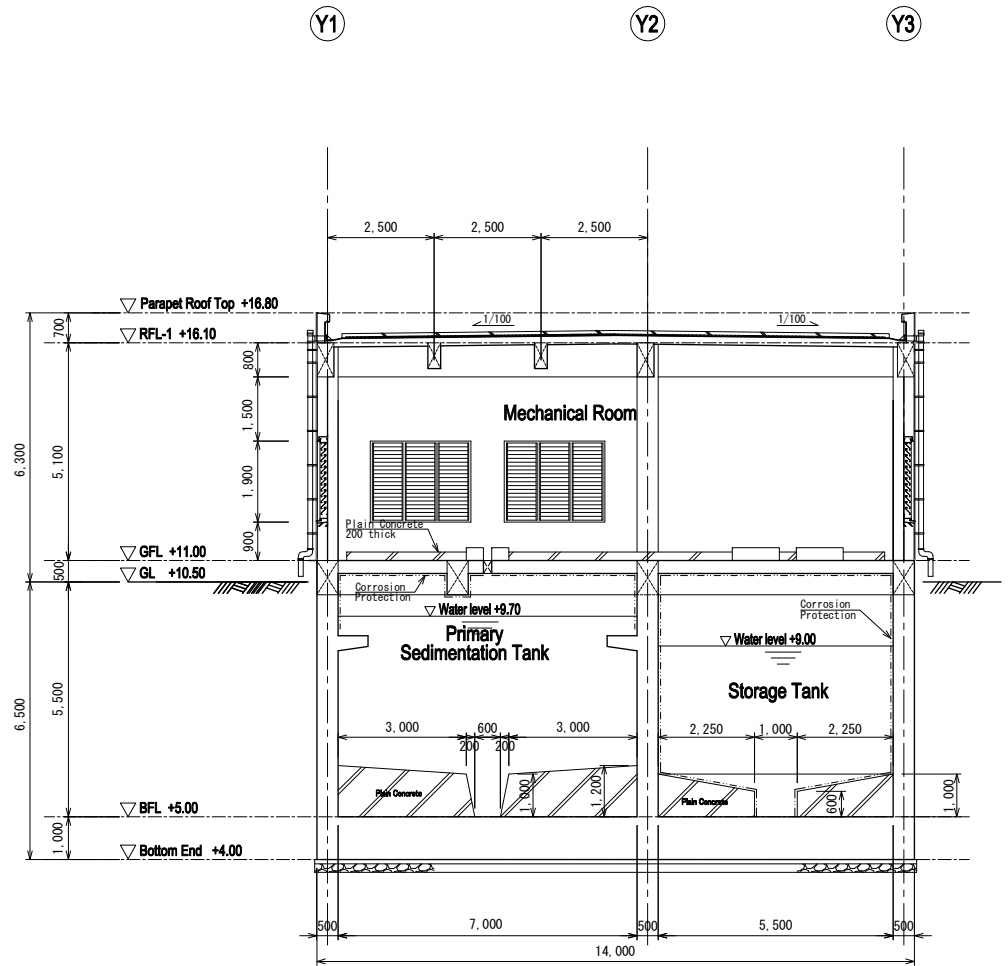 Y1
Y2
Y3
2,500
2,500
2,500
Parapet Roof Top +16.80
1/100
1/100
700
RFL-1 +16.10
800
1,500
Mechanical Room
6,300
5,100
1,900
Plain Concrete
200 thick
900
GFL +11.00
500
GL +10.50
Corrosion
Protection
Water level +9.70
Corrosion
Protection
Primary
Sedimentation Tank
Water level +9.00
Storage Tank
6,500
5,500
3,000
600
3,000
200
200
2,250
1,000
2,250
Plain Concrete
1,000
1,200
Plain Concrete
600
1,000
BFL +5.00
1,000
Bottom End +4.00
500
7,000
500
5,500
500
14,000